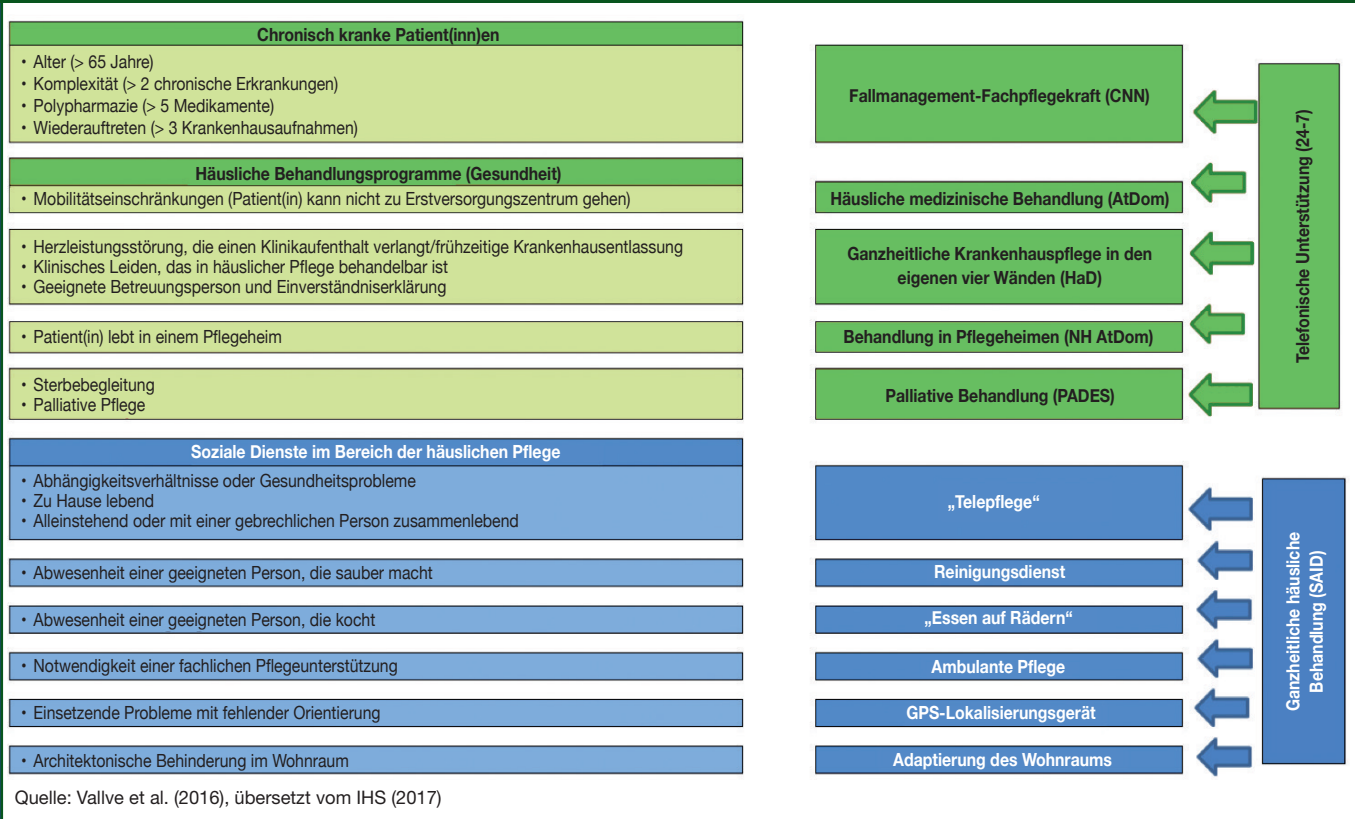 Chronisch kranke Patient(inn)en
• Alter (> 65 Jahre)
• Komplexität (> 2 chronische Erkrankungen)
• Polypharmazie (> 5 Medikamente)
• Wiederauftreten (> 3 Krankenhausaufnahmen)
Fallmanagement-Fachpflegekraft (CNN)
Häusliche Behandlungsprogramme (Gesundheit)
• Mobilitätseinschränkungen (Patient(in) kann nicht zu Erstversorgungszentrum gehen)
Häusliche medizinische Behandlung (AtDom)
• Herzleistungsstörung, die einen Klinikaufenthalt verlangt/frühzeitige Krankenhausentlassung
• Klinisches Leiden, das in häuslicher Pflege behandelbar ist
• Geeignete Betreuungsperson und Einverständniserklärung
Ganzheitliche Krankenhauspflege in den
eigenen vier Wänden (HaD)
• Patient(in) lebt in einem Pflegeheim
Behandlung in Pflegeheimen (NH AtDom)
• Sterbebegleitung
• Palliative Pflege
Palliative Behandlung (PADES)
Telefonische Unterstützung (24-7)
Soziale Dienste im Bereich der häuslichen Pflege
• Abhängigkeitsverhältnisse oder Gesundheitsprobleme
• Zu Hause lebend
• Alleinstehend oder mit einer gebrechlichen Person zusammenlebend
„Telepflege“
• Abwesenheit einer geeigneten Person, die sauber macht
Reinigungsdienst
• Abwesenheit einer geeigneten Person, die kocht
„Essen auf Rädern“
• Notwendigkeit einer fachlichen Pflegeunterstützung
Ambulante Pflege
• Einsetzende Probleme mit fehlender Orientierung
GPS-Lokalisierungsgerät
• Architektonische Behinderung im Wohnraum
Adaptierung des Wohnraums
Ganzheitliche häusliche
Behandlung (SAID)
Quelle: Vallve et al. (2016), übersetzt vom IHS (2017)